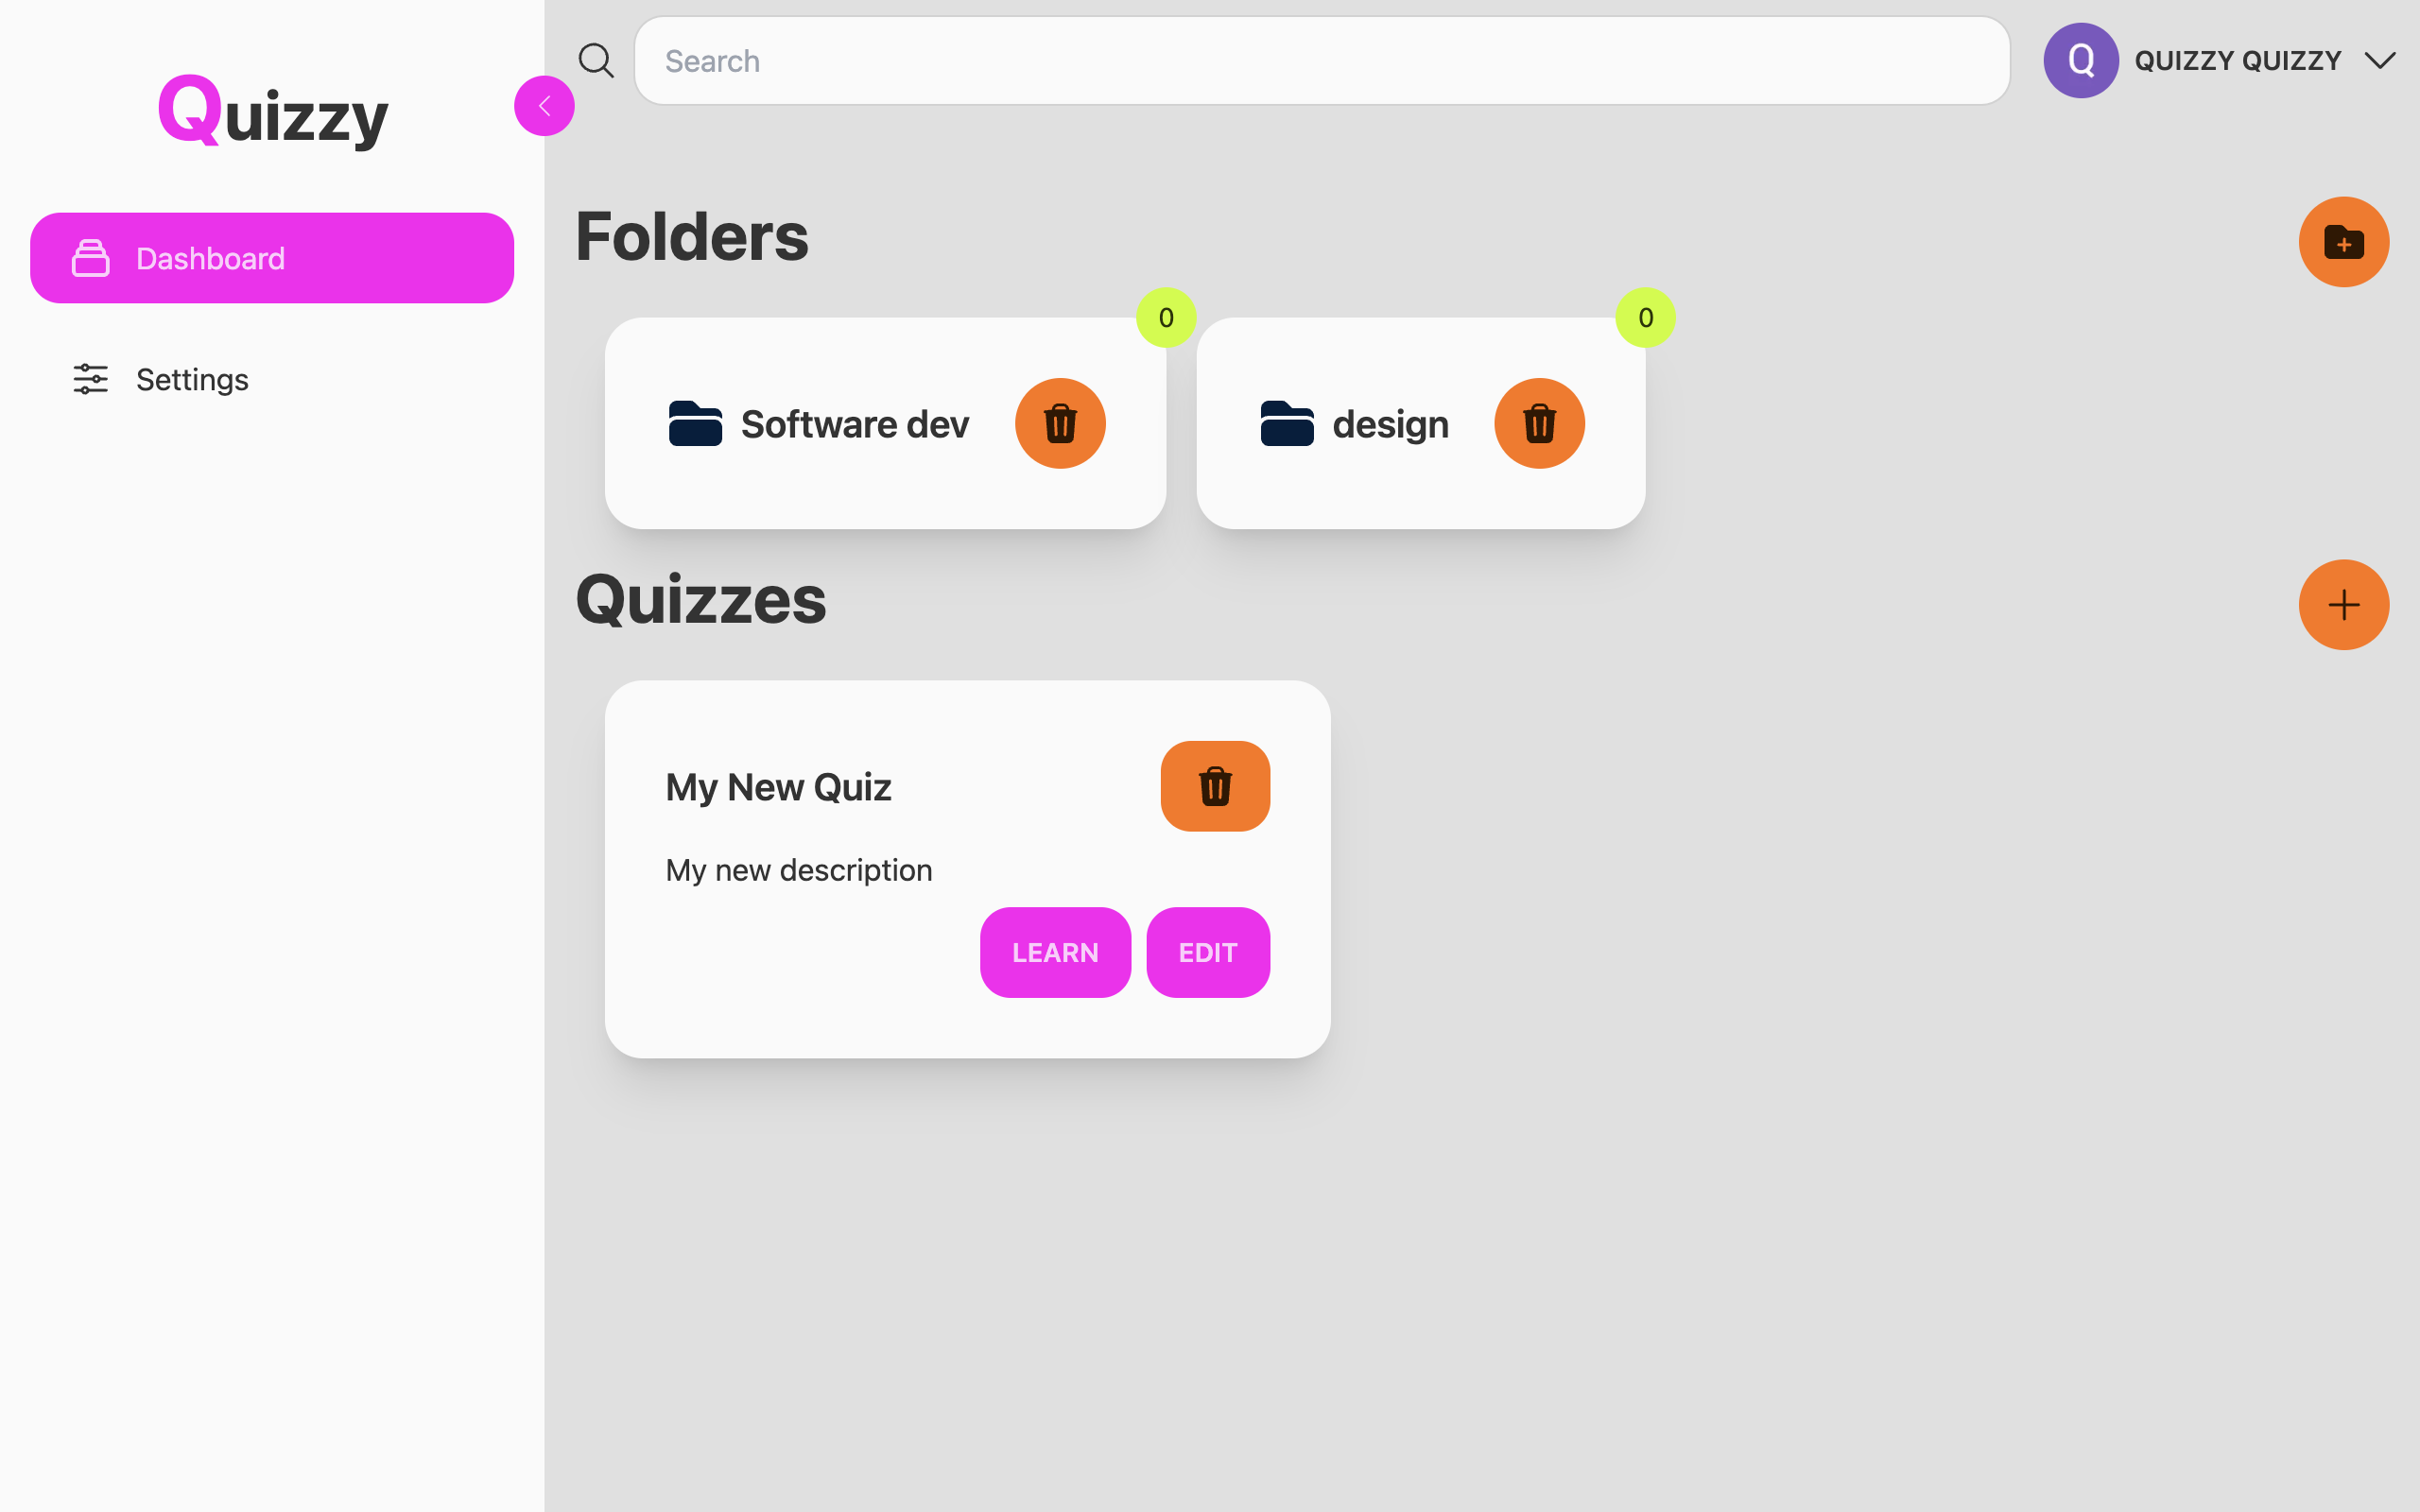 Quizzy
Dashboard
Settings
Search
Q
QUIZZY QUIZZY
Folders
0
Software dev
0
design
Quizzes
My New Quiz
My new description
LEARN
EDIT